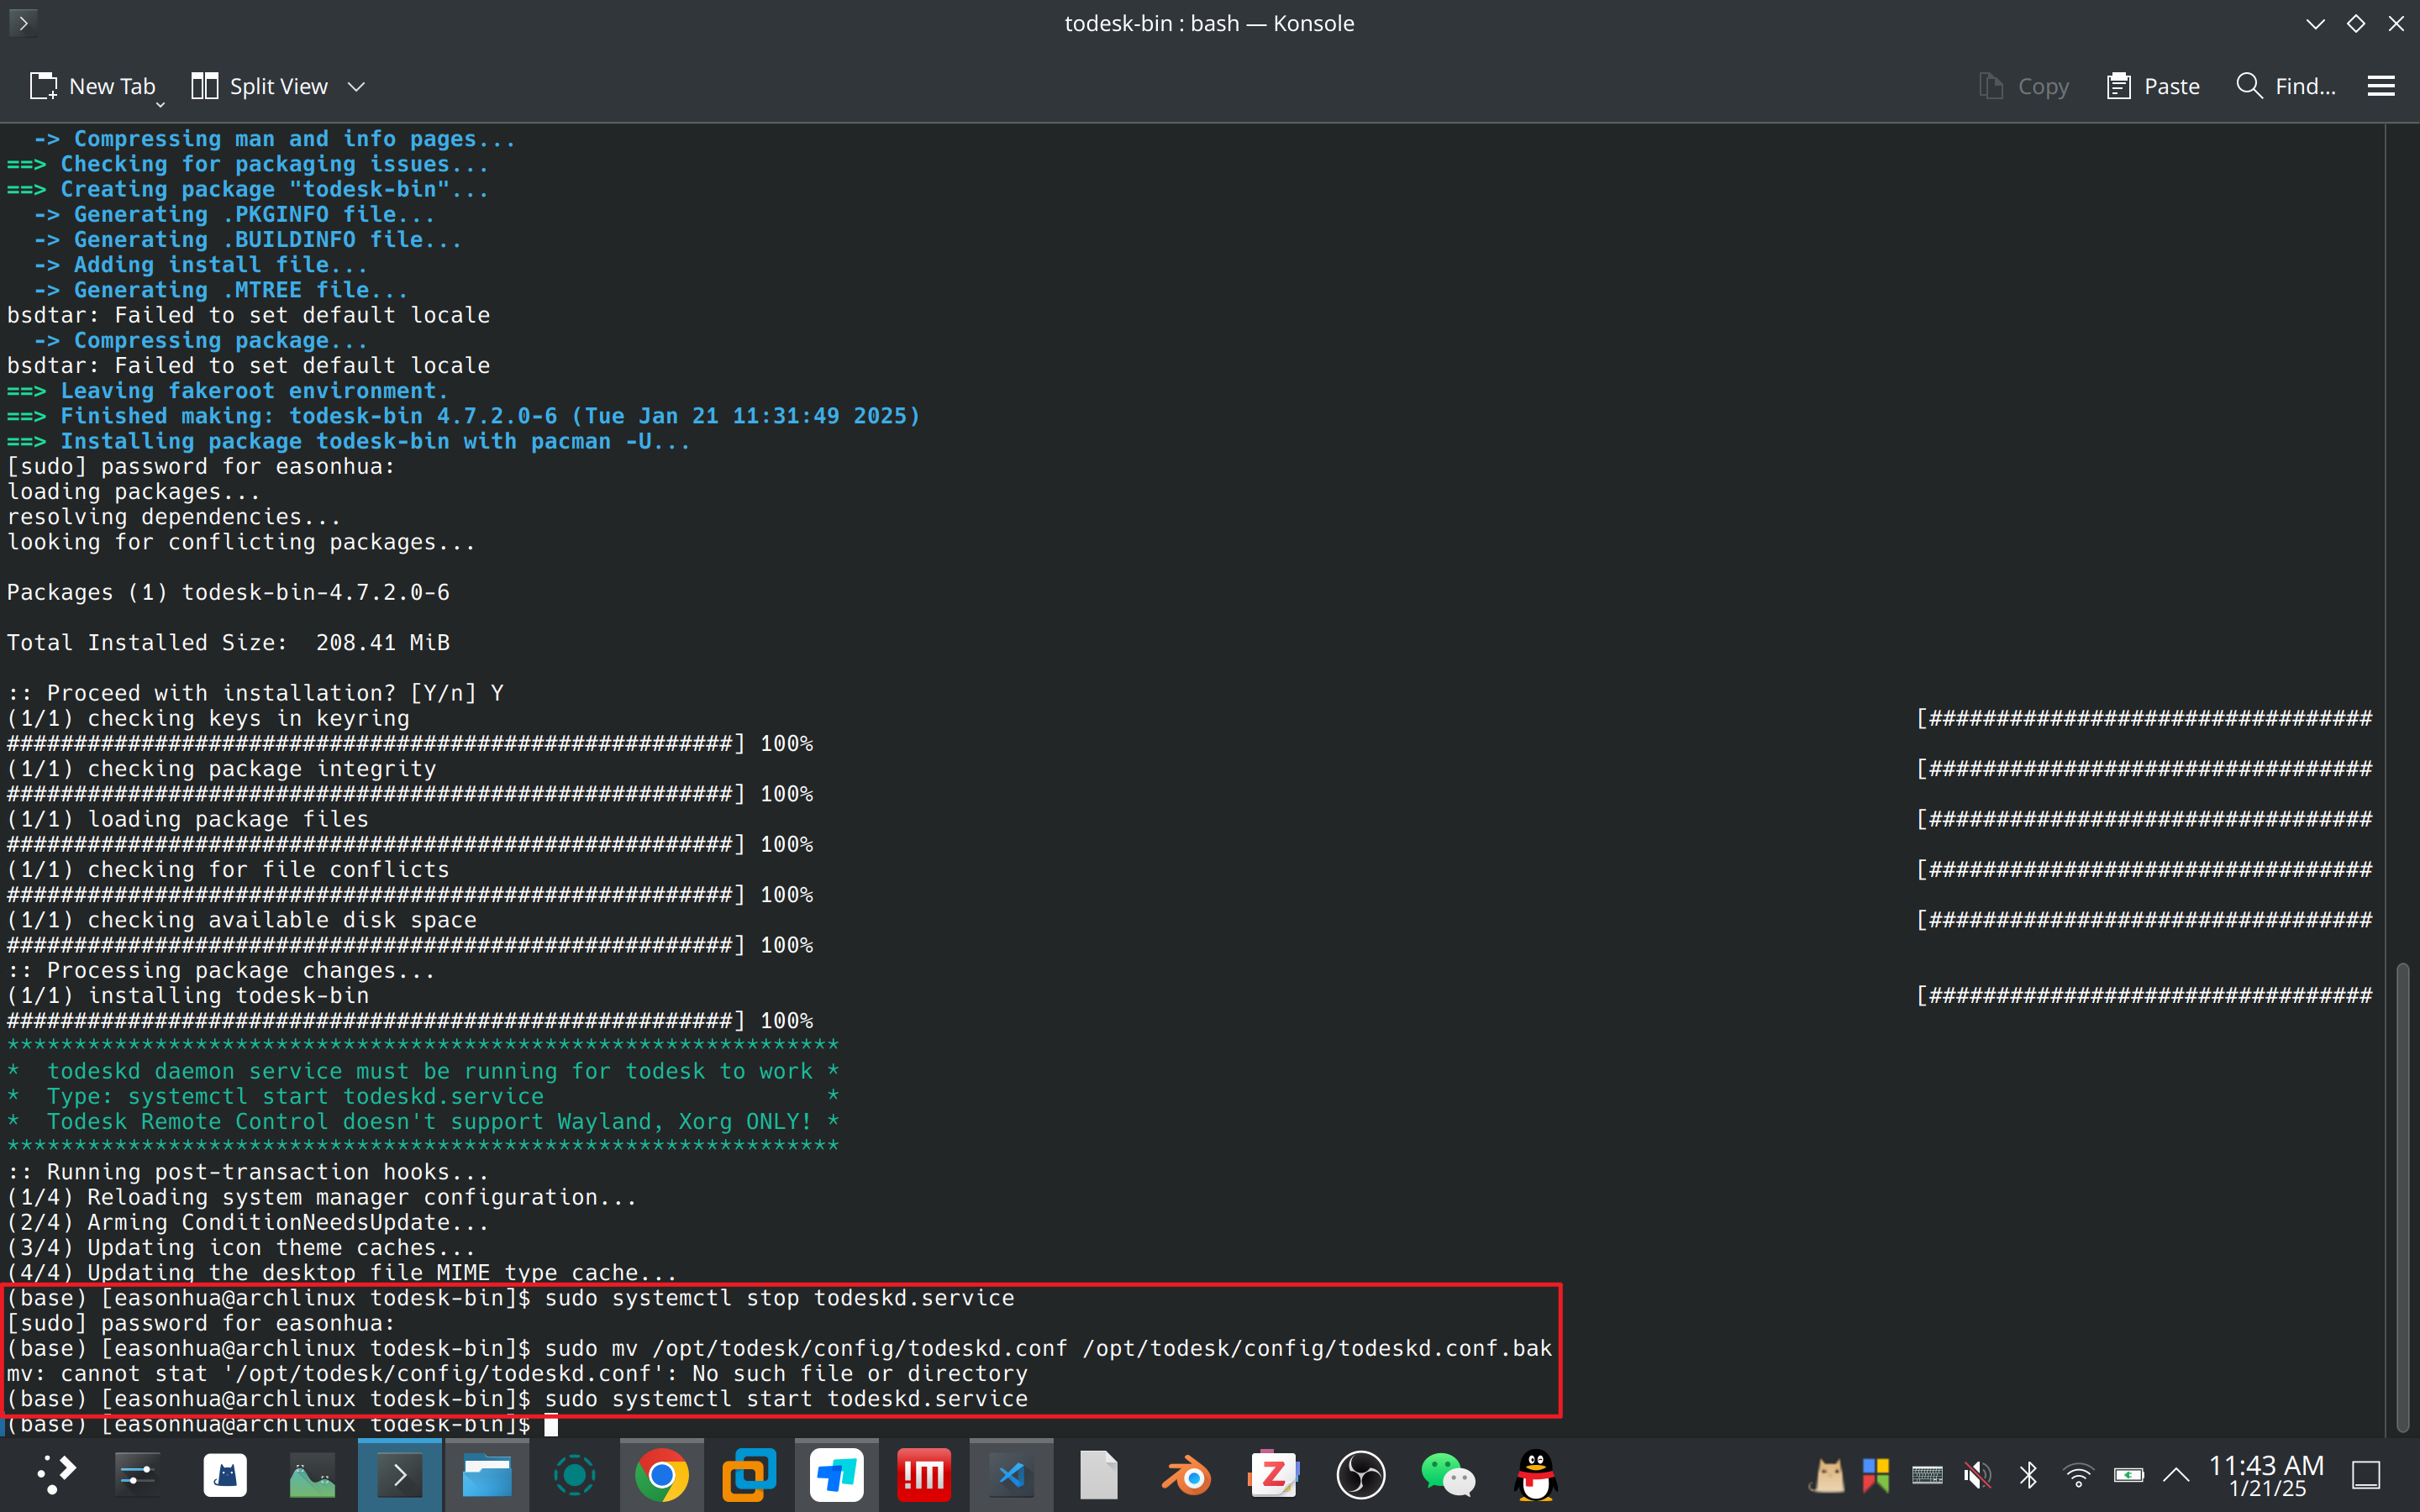 todesk-bin : bash — Konsole
New Tab
Split View
Copy
Paste
Find...
-> Compressing man and info pages...
==> Checking for packaging issues...
==> Creating package "todesk-bin"...
-> Generating .PKGINFO file...
-> Generating .BUILDINFO file...
-> Adding install file...
-> Generating .MTREE file...
bsdtar: Failed to set default locale
-> Compressing package...
bsdtar: Failed to set default locale
==> Leaving fakeroot environment.
==> Finished making: todesk-bin 4.7.2.0-6 (Tue Jan 21 11:31:49 2025)
==> Installing package todesk-bin with pacman -U...
[sudo] password for easonhua:
loading packages...
resolving dependencies...
looking for conflicting packages...
Packages (1) todesk-bin-4.7.2.0-6
Total Installed Size:  208.41 MiB
:: Proceed with installation? [Y/n] Y
(1/1) checking keys in keyring [#################################
######################################################] 100%
(1/1) checking package integrity [#################################
######################################################] 100%
(1/1) loading package files [#################################
######################################################] 100%
(1/1) checking for file conflicts [#################################
######################################################] 100%
(1/1) checking available disk space [#################################
######################################################] 100%
:: Processing package changes...
(1/1) installing todesk-bin [#################################
######################################################] 100%
**************************************************************
*  todeskd daemon service must be running for todesk to work *
*  Type: systemctl start todeskd.service                     *
*  Todesk Remote Control doesn't support Wayland, Xorg ONLY! *
**************************************************************
:: Running post-transaction hooks...
(1/4) Reloading system manager configuration...
(2/4) Arming ConditionNeedsUpdate...
(3/4) Updating icon theme caches...
(4/4) Updating the desktop file MIME type cache...
(base) [easonhua@archlinux todesk-bin]$ sudo systemctl stop todeskd.service
[sudo] password for easonhua:
(base) [easonhua@archlinux todesk-bin]$ sudo mv /opt/todesk/config/todeskd.conf /opt/todesk/config/todeskd.conf.bak
mv: cannot stat '/opt/todesk/config/todeskd.conf': No such file or directory
(base) [easonhua@archlinux todesk-bin]$ sudo systemctl start todeskd.service
(base) [easonhua@archlinux todesk-bin]$
!M
Z
11:43 AM
1/21/25